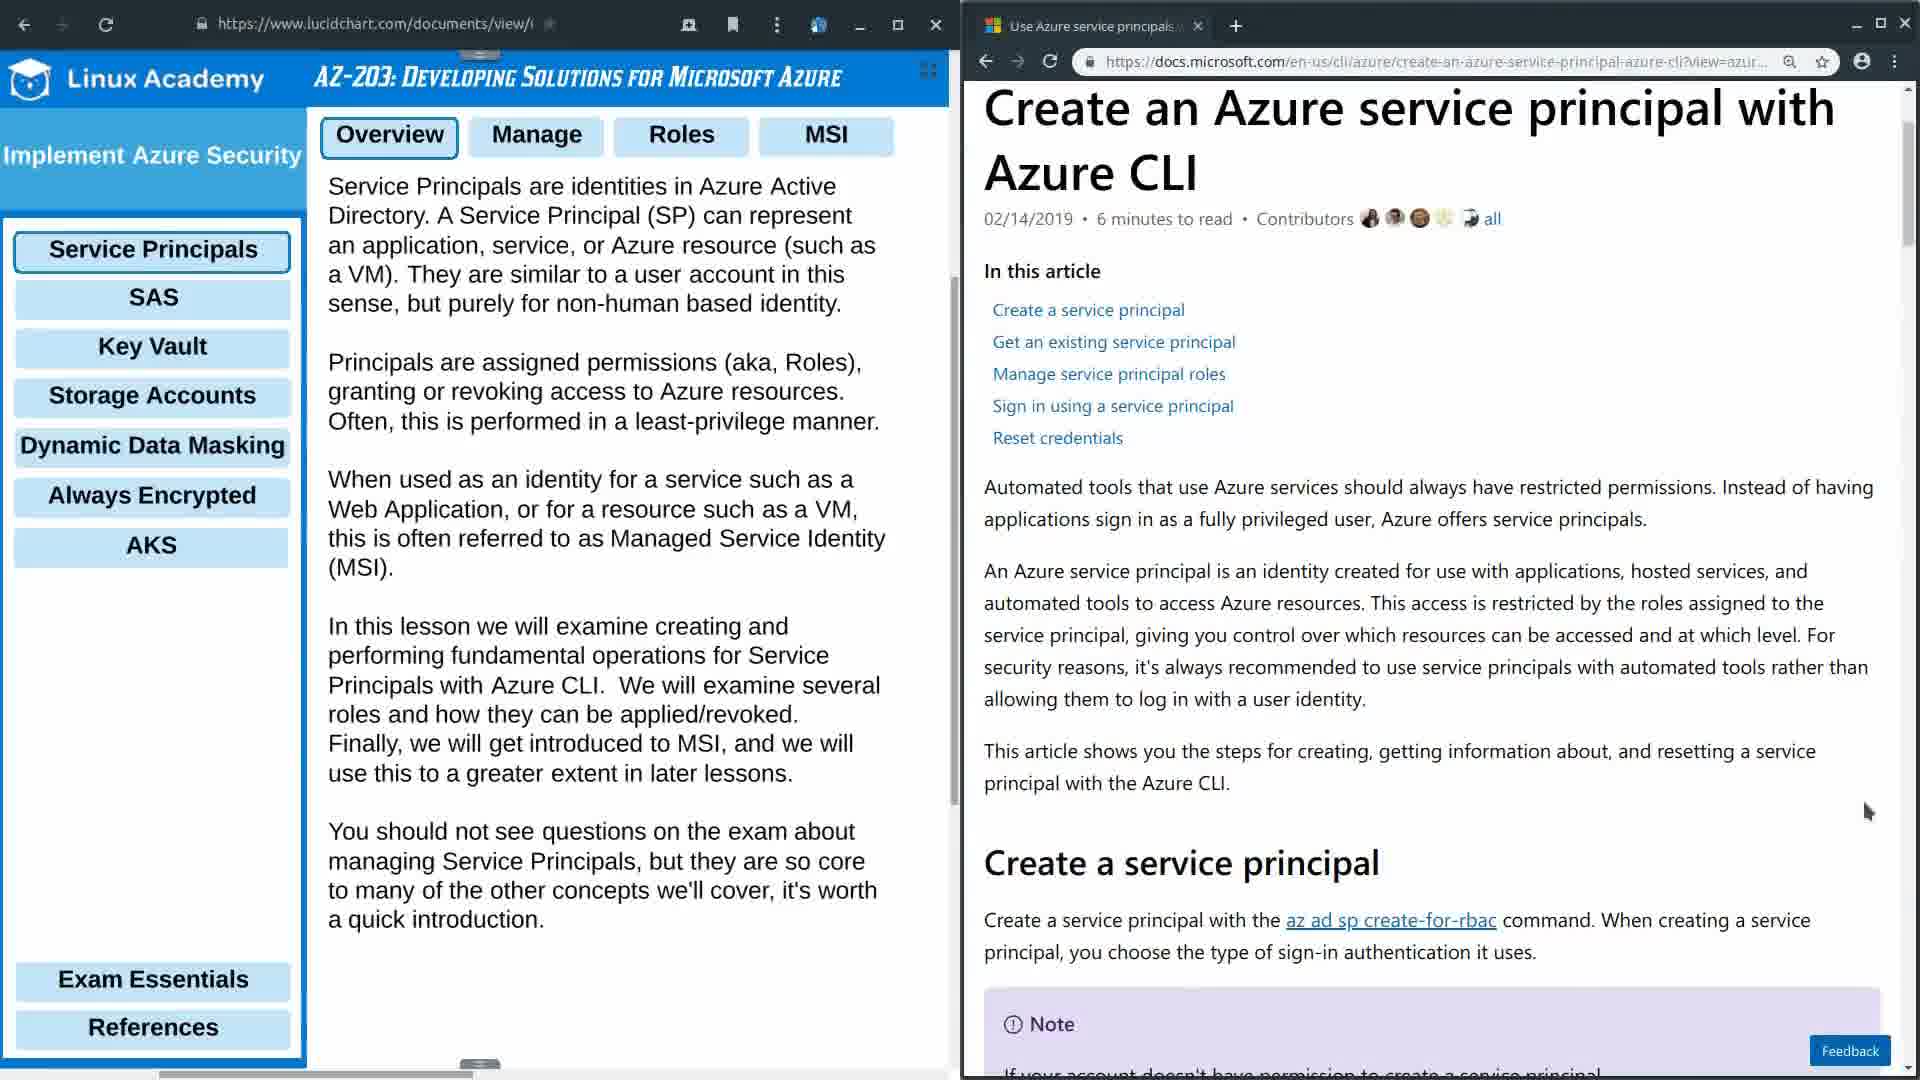 https://www.lucidchart.com/documents/view/
Linux Academy
AZ-203: Developing Solutions for Microsoft Azure
Implement Azure Security
Service Principals
SAS
Key Vault
Storage Accounts
Dynamic Data Masking
Always Encrypted
AKS
Exam Essentials
References
Overview
Manage
Roles
MSI
Service Principals are identities in Azure Active
Directory. A Service Principal (SP) can represent
an application, service, or Azure resource (such as
a VM). They are similar to a user account in this
sense, but purely for non-human based identity.
Principals are assigned permissions (aka, Roles),
granting or revoking access to Azure resources.
Often, this is performed in a least-privilege manner.
When used as an identity for a service such as a
Web Application, or for a resource such as a VM,
this is often referred to as Managed Service Identity
(MSI).
In this lesson we will examine creating and
performing fundamental operations for Service
Principals with Azure CLI.  We will examine several
roles and how they can be applied/revoked.
Finally, we will get introduced to MSI, and we will
use this to a greater extent in later lessons.
You should not see questions on the exam about
managing Service Principals, but they are so core
to many of the other concepts we'll cover, it's worth
a quick introduction.
Use Azure service principals
https://docs.microsoft.com/en-us/cli/azure/create-an-azure-service-principal-azure-cli?view=azur...
Create an Azure service principal with
Azure CLI
02/14/2019 • 6 minutes to read • Contributors all
In this article
Create a service principal
Get an existing service principal
Manage service principal roles
Sign in using a service principal
Reset credentials
Automated tools that use Azure services should always have restricted permissions. Instead of having
applications sign in as a fully privileged user, Azure offers service principals.
An Azure service principal is an identity created for use with applications, hosted services, and
automated tools to access Azure resources. This access is restricted by the roles assigned to the
service principal, giving you control over which resources can be accessed and at which level. For
security reasons, it's always recommended to use service principals with automated tools rather than
allowing them to log in with a user identity.
This article shows you the steps for creating, getting information about, and resetting a service
principal with the Azure CLI.
Create a service principal
Create a service principal with the az ad sp create-for-rbac command. When creating a service
principal, you choose the type of sign-in authentication it uses.
Note
If your account doesn't have permission to create a service principal
Feedback